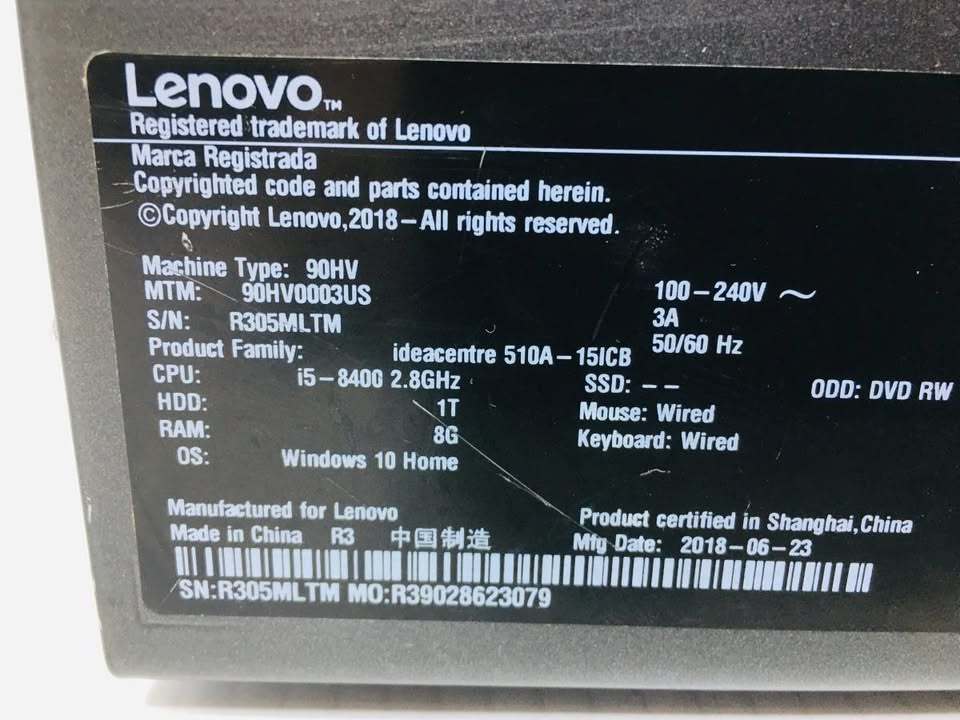 Lenovo™
Registered trademark of Lenovo
Marca Registrada
Copyrighted code and parts contained herein.
©Copyright Lenovo,2018–All rights reserved.
Machine Type: 90HV
MTM: 90HV0003US
S/N: R305MLTM
100–240V ~
3A
50/60 Hz
Product Family: ideacentre 510A–15ICB
CPU: i5–8400 2.8GHz
SSD: – –
ODD: DVD RW
HDD: 1T
Mouse: Wired
RAM: 8G
Keyboard: Wired
OS: Windows 10 Home
Manufactured for Lenovo
Product certified in Shanghai,China
Made in China R3 中国制造
Mfg Date: 2018–06–23
SN:R305MLTM MO:R39028623079